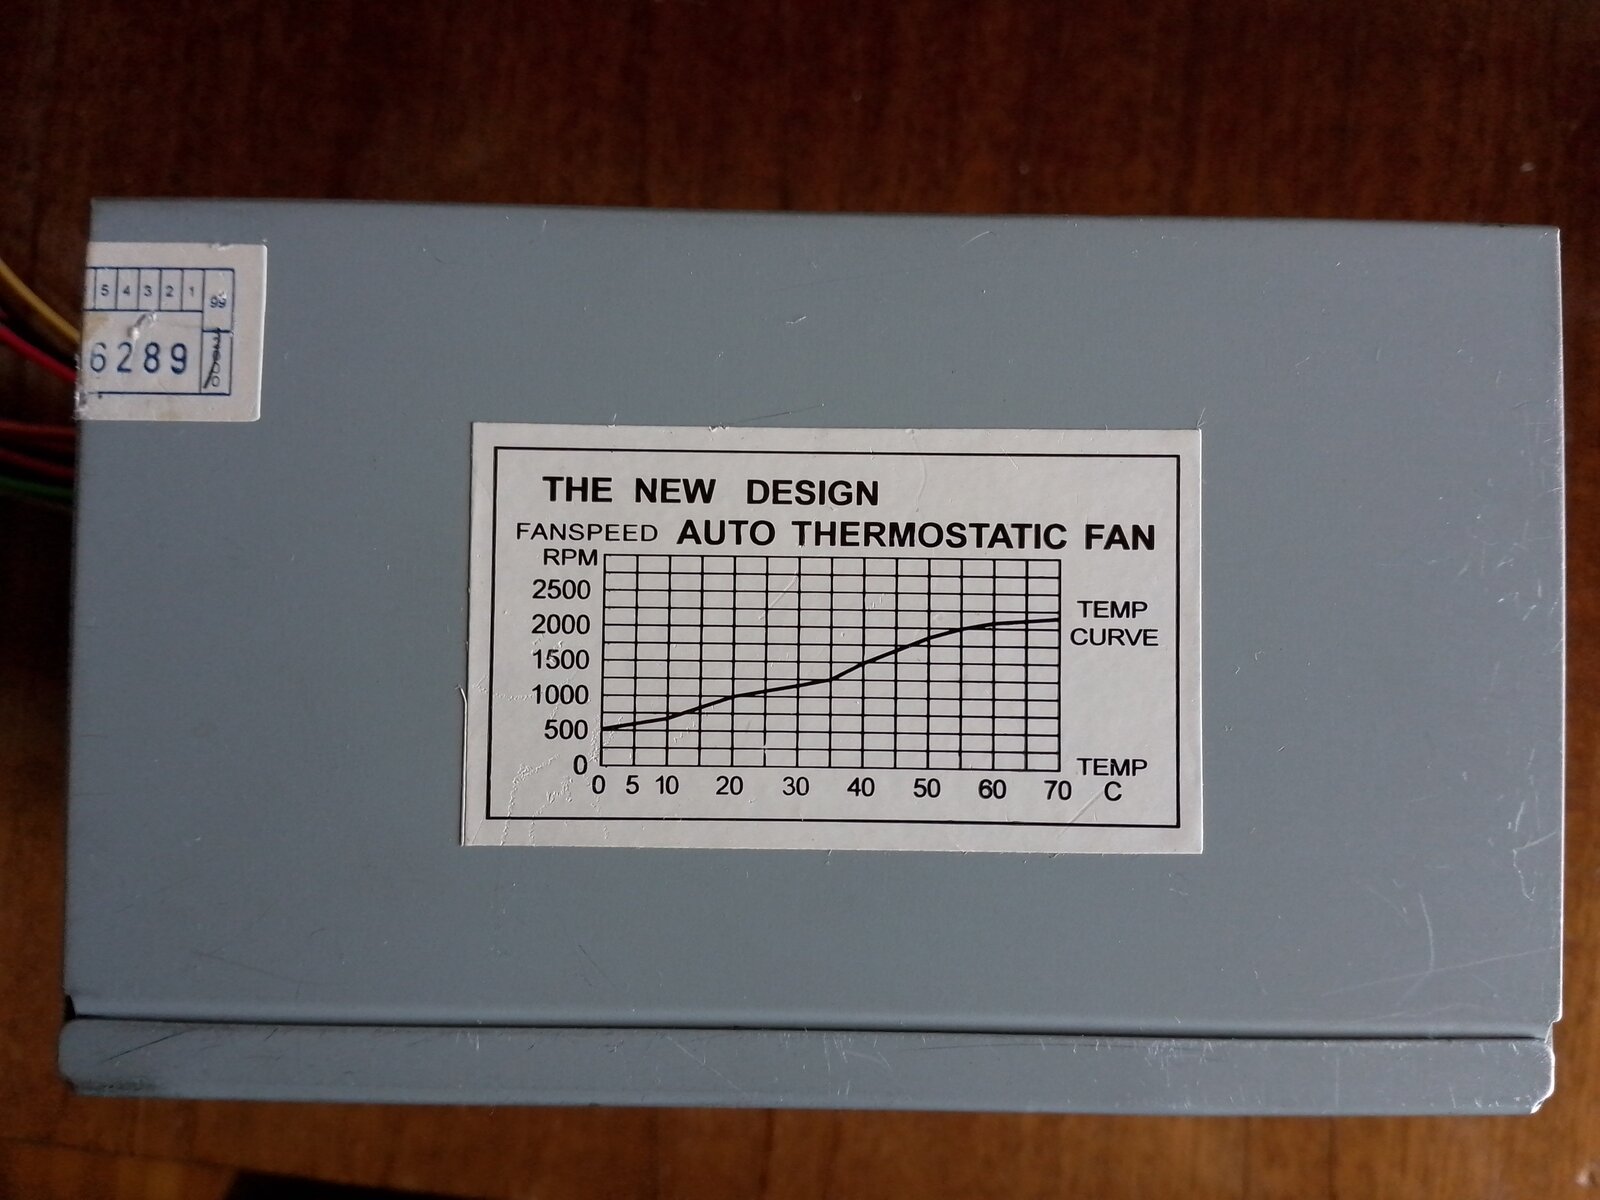 5 4 3 2 1 99
6289
THE NEW DESIGN
FANSPEED AUTO THERMOSTATIC FAN
RPM
2500
2000
1500
1000
500
0
TEMP
CURVE
0 5 10 20 30 40 50 60 70
TEMP
C